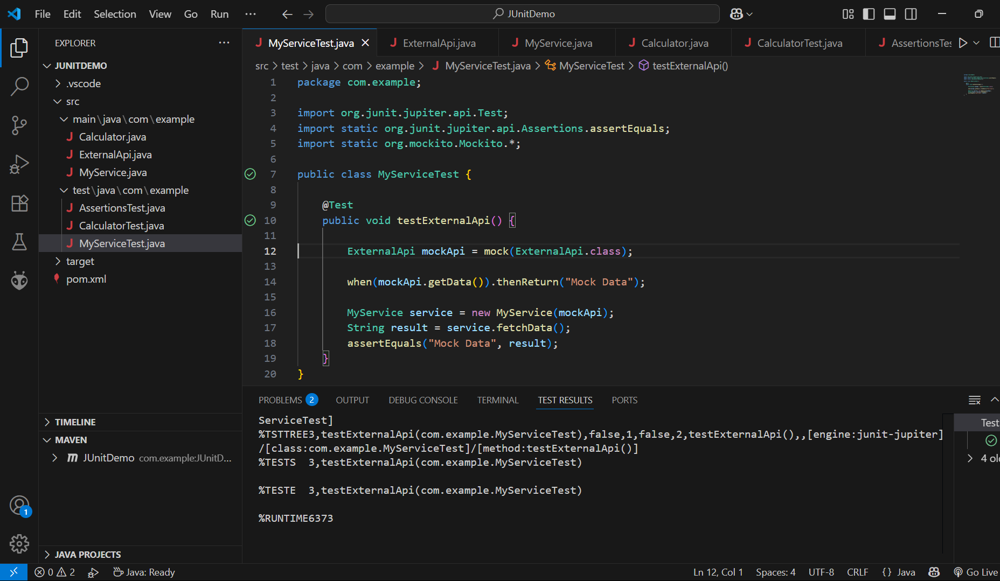 File Edit Selection View Go Run ··· JUnitDemo
EXPLORER ···
JUNITDEMO
.vscode
src
main\java\com\example
Calculator.java
ExternalApi.java
MyService.java
test\java\com\example
AssertionsTest.java
CalculatorTest.java
MyServiceTest.java
target
pom.xml
TIMELINE
MAVEN
JUnitDemo com.example:JUnitD...
JAVA PROJECTS
1
MyServiceTest.java ExternalApi.java MyService.java Calculator.java CalculatorTest.java AssertionsTes
src > test > java > com > example > MyServiceTest.java > MyServiceTest > testExternalApi()
1 package com.example;
2
3 import org.junit.jupiter.api.Test;
4 import static org.junit.jupiter.api.Assertions.assertEquals;
5 import static org.mockito.Mockito.*;
6
7 public class MyServiceTest {
8
9 @Test
10 public void testExternalApi() {
11
12 ExternalApi mockApi = mock(ExternalApi.class);
13
14 when(mockApi.getData()).thenReturn("Mock Data");
15
16 MyService service = new MyService(mockApi);
17 String result = service.fetchData();
18 assertEquals("Mock Data", result);
19 }
20 }
PROBLEMS 2 OUTPUT DEBUG CONSOLE TERMINAL TEST RESULTS PORTS
ServiceTest]
%TSTTREE3,testExternalApi(com.example.MyServiceTest),false,1,false,2,testExternalApi(),,[engine:junit-jupiter]
/[class:com.example.MyServiceTest]/[method:testExternalApi()]
%TESTS 3,testExternalApi(com.example.MyServiceTest)
%TESTE 3,testExternalApi(com.example.MyServiceTest)
%RUNTIME6373
Test
4 old
0 2 Java: Ready Ln 12, Col 1 Spaces: 4 UTF-8 CRLF {} Java Go Live